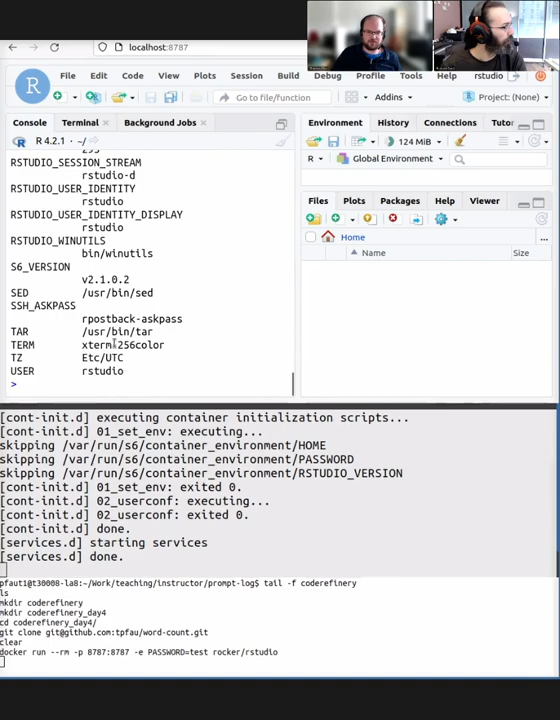 localhost:8787
R
File Edit Code View Plots Session Build Debug Profile Tools Help rstudio
Go to file/function
Addins
Project: (None)
Console Terminal Background Jobs
R 4.2.1 · ~/
RSTUDIO_SESSION_STREAM
rstudio-d
RSTUDIO_USER_IDENTITY
rstudio
RSTUDIO_USER_IDENTITY_DISPLAY
rstudio
RSTUDIO_WINUTILS
bin/winutils
S6_VERSION
v2.1.0.2
SED /usr/bin/sed
SSH_ASKPASS
rpostback-askpass
TAR /usr/bin/tar
TERM xterm-256color
TZ Etc/UTC
USER rstudio
>
Environment History Connections Tutor
124 MiB
R Global Environment
Files Plots Packages Help Viewer
Home
Name Size
[cont-init.d] executing container initialization scripts...
[cont-init.d] 01_set_env: executing...
skipping /var/run/s6/container_environment/HOME
skipping /var/run/s6/container_environment/PASSWORD
skipping /var/run/s6/container_environment/RSTUDIO_VERSION
[cont-init.d] 01_set_env: exited 0.
[cont-init.d] 02_userconf: executing...
[cont-init.d] 02_userconf: exited 0.
[cont-init.d] done.
[services.d] starting services
[services.d] done.
pfaut1@t30008-la8:~/Work/teaching/instructor/prompt-log$ tail -f coderefinery
ls
mkdir coderefinery
mkdir coderefinery_day4
cd coderefinery_day4/
git clone git@github.com:tpfau/word-count.git
clear
docker run --rm -p 8787:8787 -e PASSWORD=test rocker/rstudio